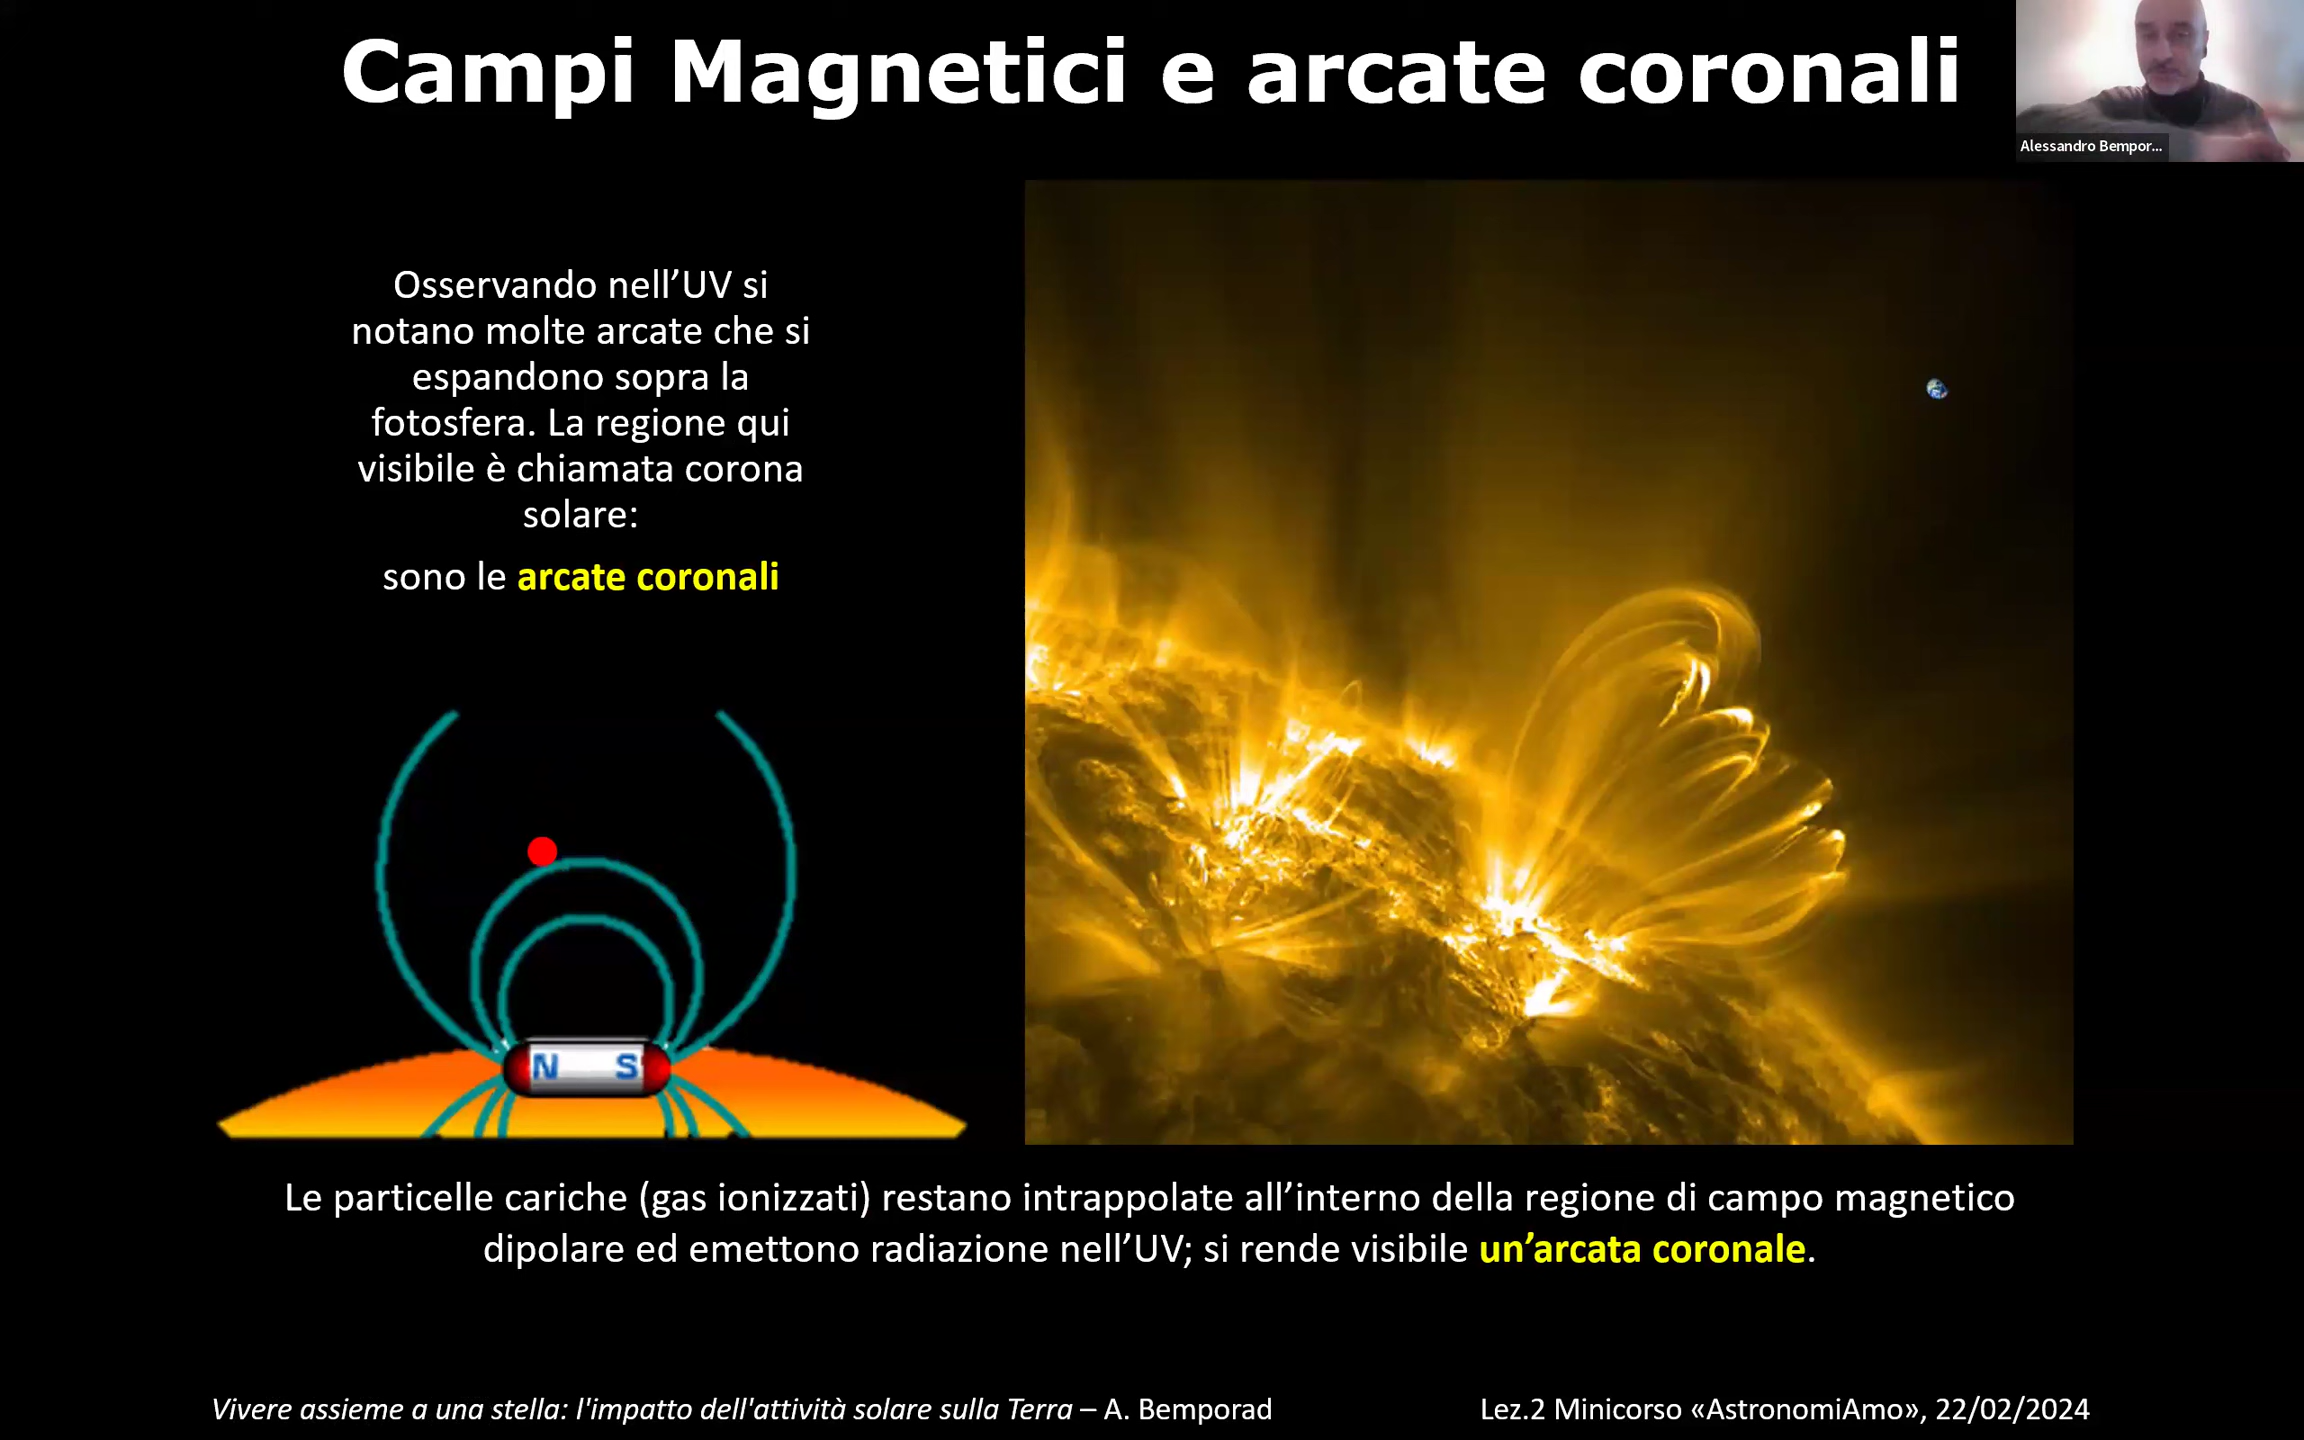 Campi Magnetici e arcate coronali
Alessandro Bempor...
Osservando nell’UV si
notano molte arcate che si
espandono sopra la
fotosfera. La regione qui
visibile è chiamata corona
solare:
sono le arcate coronali
N S
Le particelle cariche (gas ionizzati) restano intrappolate all’interno della regione di campo magnetico
dipolare ed emettono radiazione nell’UV; si rende visibile un’arcata coronale.
Vivere assieme a una stella: l'impatto dell'attività solare sulla Terra – A. Bemporad
Lez.2 Minicorso «AstronomiAmo», 22/02/2024